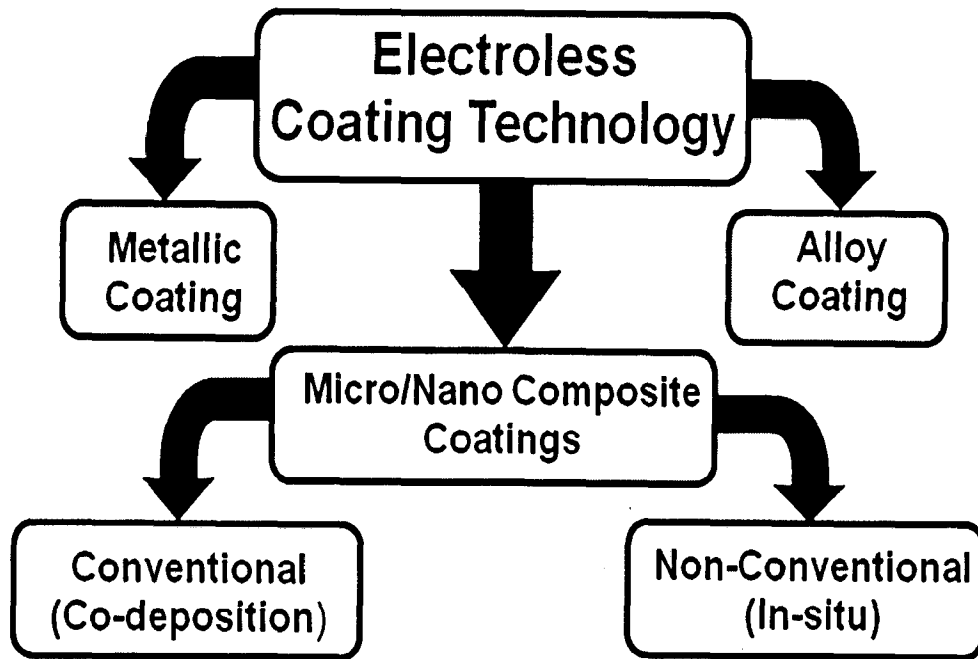 Electroless
Coating Technology
Metallic
Coating
Alloy
Coating
Micro/Nano Composite
Coatings
Conventional
(Co-deposition)
Non-Conventional
(In-situ)